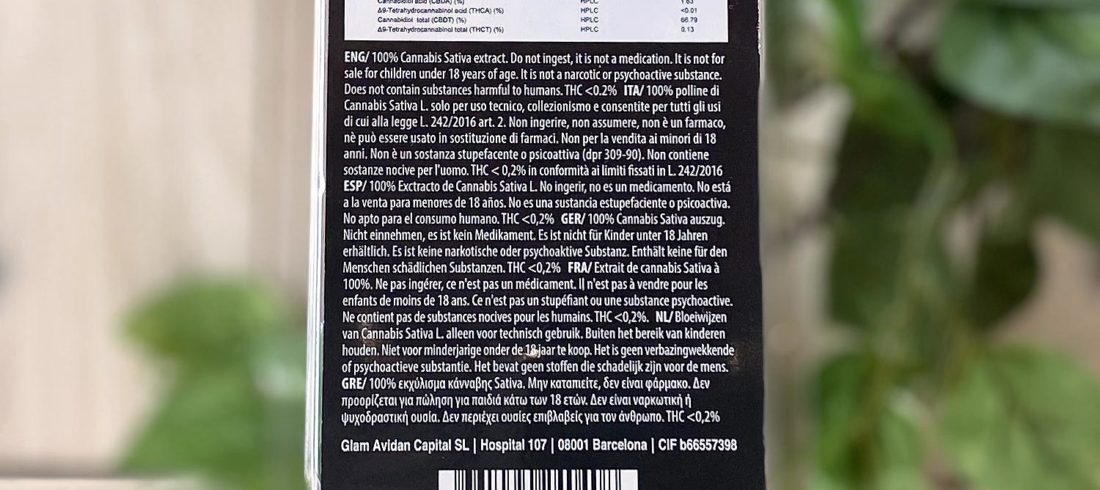 Cannabidiol acid (CBDA) (%) HPLC 1.63
Δ9-Tetrahydrocannabinol acid (THCA) (%) HPLC <0.01
Cannabidiol total (CBDT) (%) HPLC 66.79
Δ9-Tetrahydrocannabinol total (THCT) (%) HPLC 0.13
ENG/ 100% Cannabis Sativa extract. Do not ingest, it is not a medication. It is not for
sale for children under 18 years of age. It is not a narcotic or psychoactive substance.
Does not contain substances harmful to humans. THC <0.2% ITA/ 100% polline di
Cannabis Sativa L. solo per uso tecnico, collezionismo e consentite per tutti gli usi
di cui alla legge L. 242/2016 art. 2. Non ingerire, non assumere, non è un farmaco,
nè può essere usato in sostituzione di farmaci. Non per la vendita ai minori di 18
anni. Non è un sostanza stupefacente o psicoattiva (dpr 309-90). Non contiene
sostanze nocive per l'uomo. THC < 0,2% in conformità ai limiti fissati in L. 242/2016
ESP/ 100% Exctracto de Cannabis Sativa L. No ingerir, no es un medicamento. No está
a la venta para menores de 18 años. No es una sustancia estupefaciente o psicoactiva.
No apto para el consumo humano. THC <0,2% GER/ 100% Cannabis Sativa auszug.
Nicht einnehmen, es ist kein Medikament. Es ist nicht für Kinder unter 18 Jahren
erhältlich. Es ist keine narkotische oder psychoaktive Substanz. Enthält keine für den
Menschen schädlichen Substanzen. THC <0,2% FRA/ Extrait de cannabis Sativa à
100%. Ne pas ingérer, ce n'est pas un médicament. Il n'est pas à vendre pour les
enfants de moins de 18 ans. Ce n'est pas un stupéfiant ou une substance psychoactive.
Ne contient pas de substances nocives pour les humains. THC <0,2%. NL/ Bloeiwijzen
van Cannabis Sativa L. alleen voor technisch gebruik. Buiten het bereik van kinderen
houden. Niet voor minderjarige onder de 18 jaar te koop. Het is geen verbazingwekkende
of psychoactieve substantie. Het bevat geen stoffen die schadelijk zijn voor de mens.
GRE/ 100% εκχύλισμα κάνναβης Sativa. Μην καταπιείτε, δεν είναι φάρμακο. Δεν
προορίζεται για πώληση για παιδιά κάτω των 18 ετών. Δεν είναι ναρκωτική ή
ψυχοδραστική ουσία. Δεν περιέχει ουσίες επιβλαβείς για τον άνθρωπο. THC <0,2%
Glam Avidan Capital SL | Hospital 107 | 08001 Barcelona | CIF b66557398